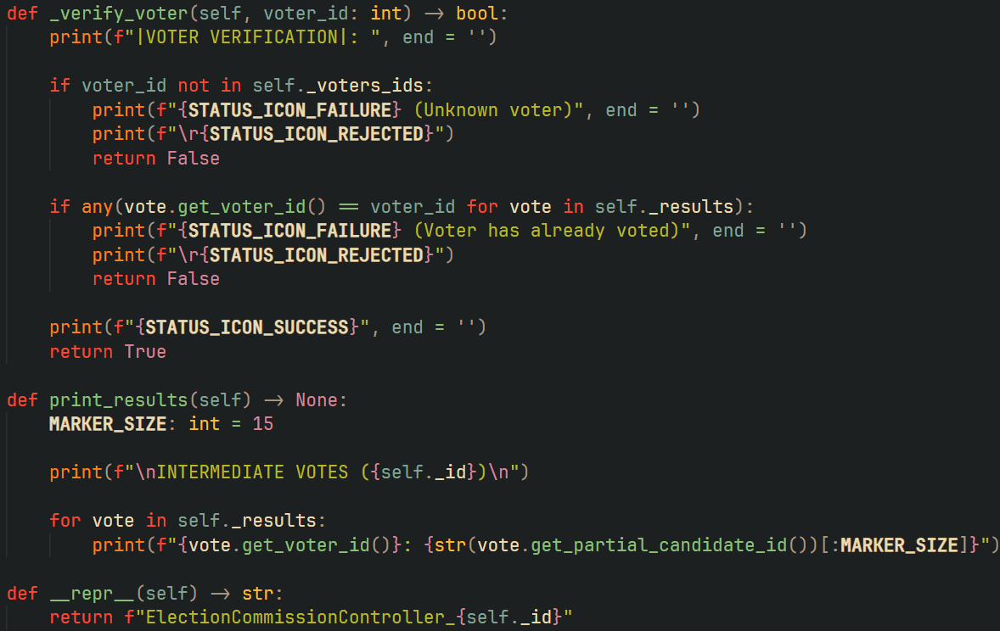 def _verify_voter(self, voter_id: int) -> bool:
    print(f"|VOTER VERIFICATION|: ", end = '')

    if voter_id not in self._voters_ids:
        print(f"{STATUS_ICON_FAILURE} (Unknown voter)", end = '')
        print(f"\r{STATUS_ICON_REJECTED}")
        return False

    if any(vote.get_voter_id() == voter_id for vote in self._results):
        print(f"{STATUS_ICON_FAILURE} (Voter has already voted)", end = '')
        print(f"\r{STATUS_ICON_REJECTED}")
        return False

    print(f"{STATUS_ICON_SUCCESS}", end = '')
    return True

def print_results(self) -> None:
    MARKER_SIZE: int = 15

    print(f"\nINTERMEDIATE VOTES ({self._id})\n")

    for vote in self._results:
        print(f"{vote.get_voter_id()}: {str(vote.get_partial_candidate_id())[:MARKER_SIZE]}")

def __repr__(self) -> str:
    return f"ElectionCommissionController_{self._id}"